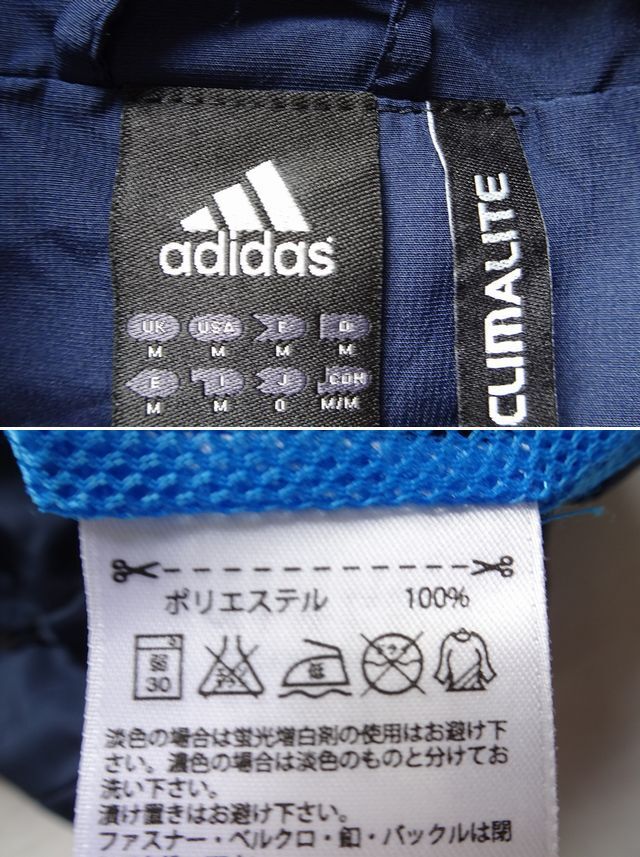 adidas
UK USA F D
M M M M
E I J COM
M M O M/M
CLIMALITE
ポリエステル 100%
30
低
淡色の場合は蛍光増白剤の使用はお避け下
さい。濃色の場合は淡色のものと分けてお
洗い下さい。
漬け置きはお避け下さい。
ファスナー・ベルクロ・釦・バックルは閉